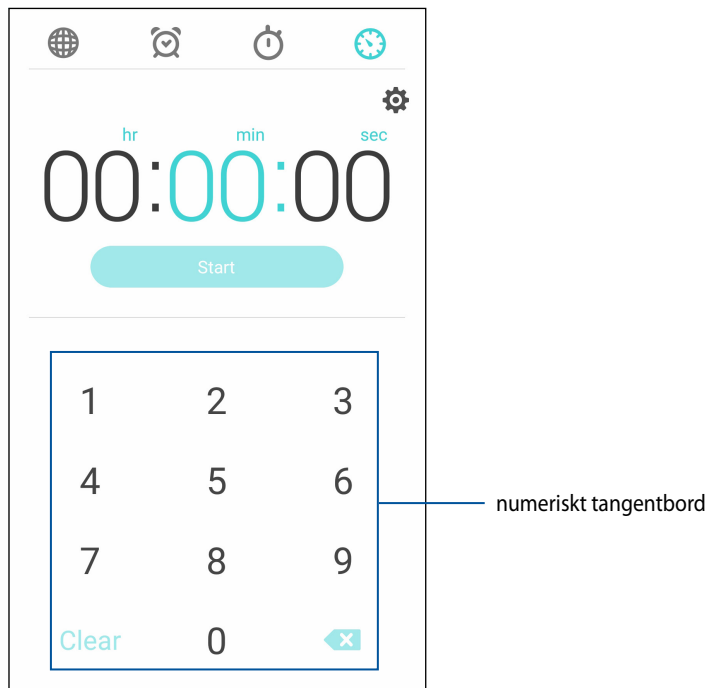 hr min sec
00:00:00
Start
1 2 3
4 5 6
numeriskt tangentbord
7 8 9
Clear 0